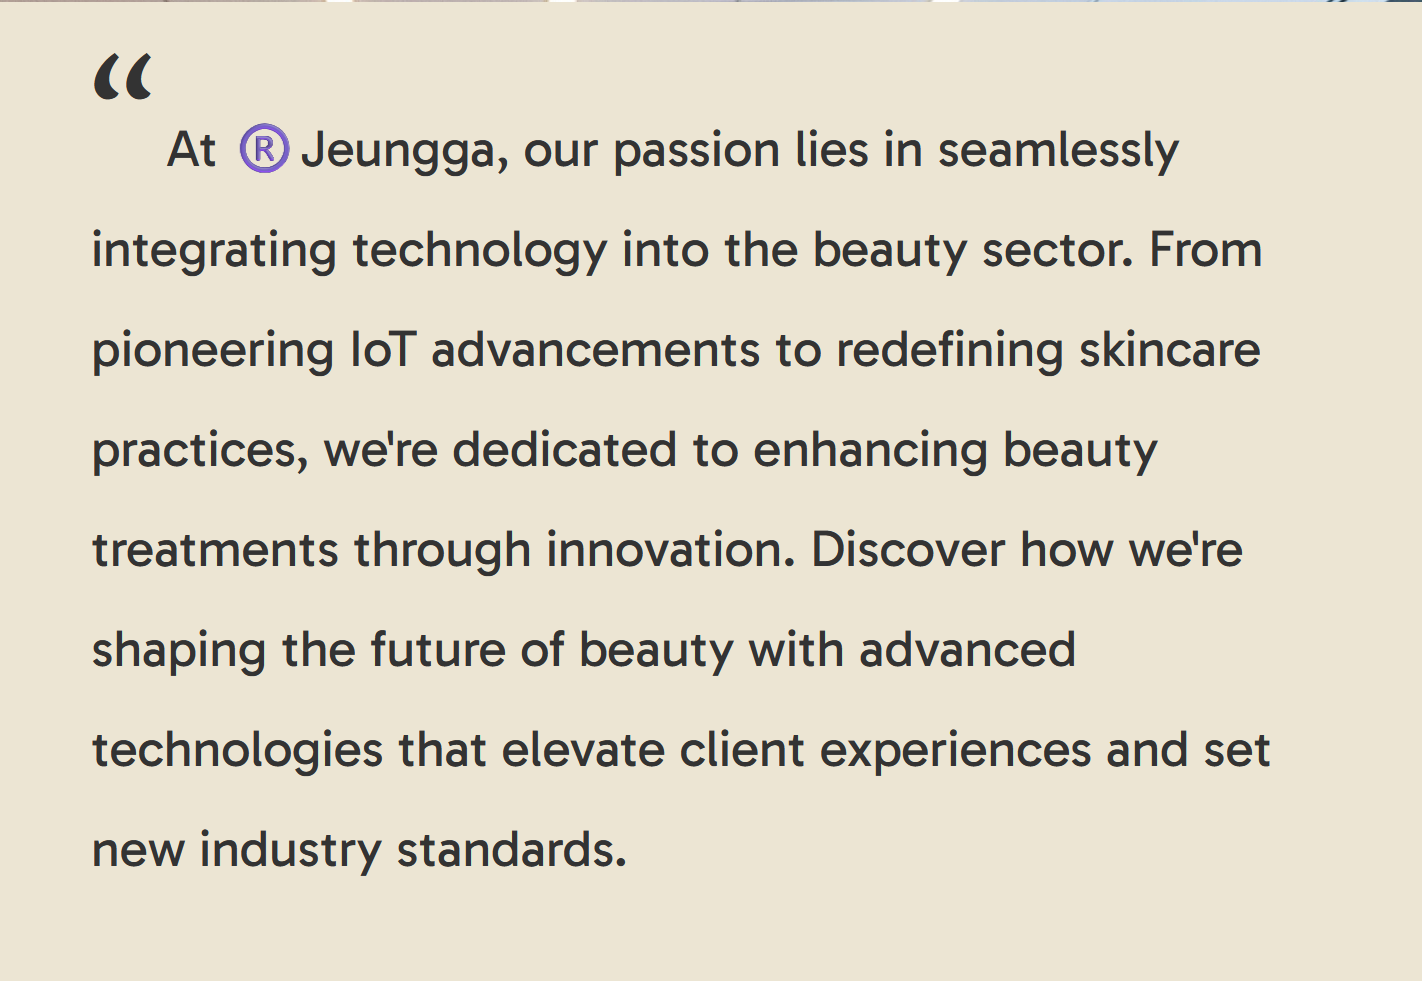 “
At ® Jeungga, our passion lies in seamlessly
integrating technology into the beauty sector. From
pioneering IoT advancements to redefining skincare
practices, we're dedicated to enhancing beauty
treatments through innovation. Discover how we're
shaping the future of beauty with advanced
technologies that elevate client experiences and set
new industry standards.